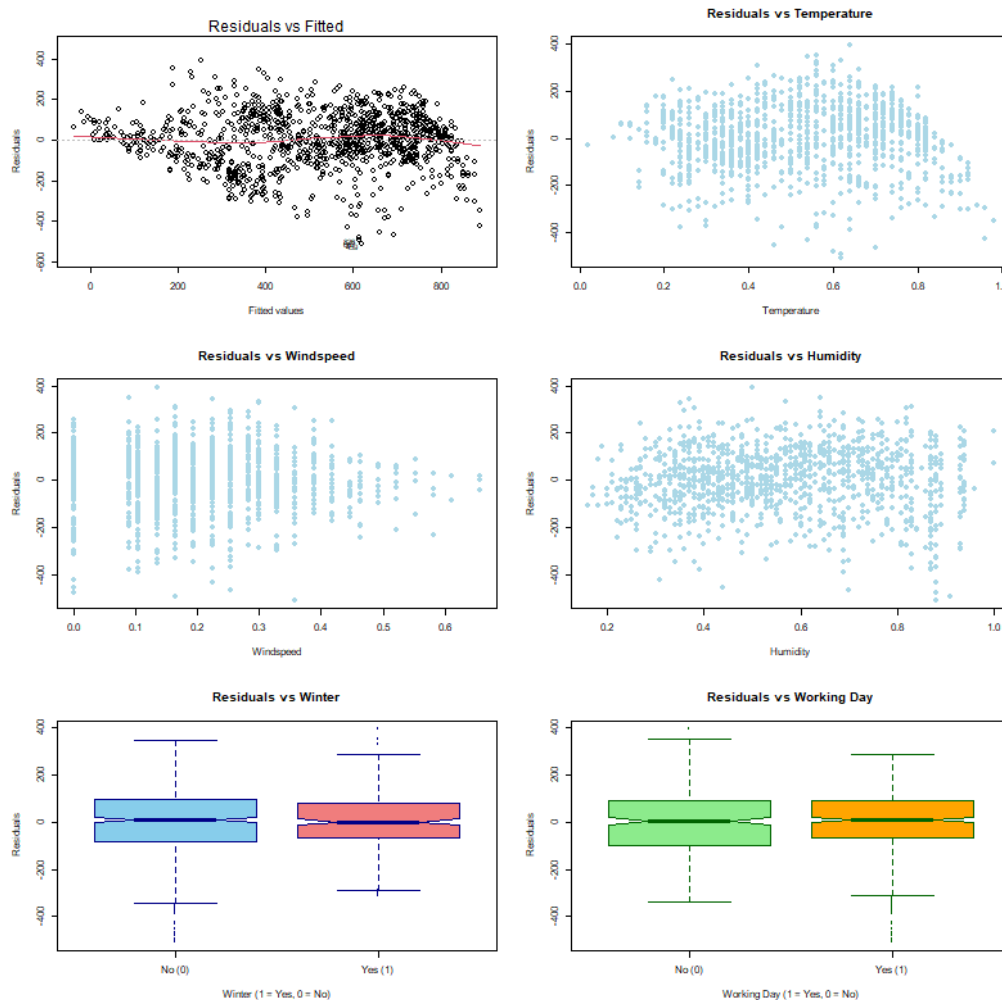 Residuals vs Fitted
Residuals
400
200
0
-200
-400
-600
0 200 400 600 800
Fitted values
Residuals vs Temperature
Residuals
400
200
0
-200
-400
0.0 0.2 0.4 0.6 0.8 1.0
Temperature
Residuals vs Windspeed
Residuals
400
200
0
-200
-400
0.0 0.1 0.2 0.3 0.4 0.5 0.6
Windspeed
Residuals vs Humidity
Residuals
400
200
0
-200
-400
0.2 0.4 0.6 0.8 1.0
Humidity
Residuals vs Winter
Residuals
400
200
0
-200
-400
No (0) Yes (1)
Winter (1 = Yes, 0 = No)
Residuals vs Working Day
Residuals
400
200
0
-200
-400
No (0) Yes (1)
Working Day (1 = Yes, 0 = No)